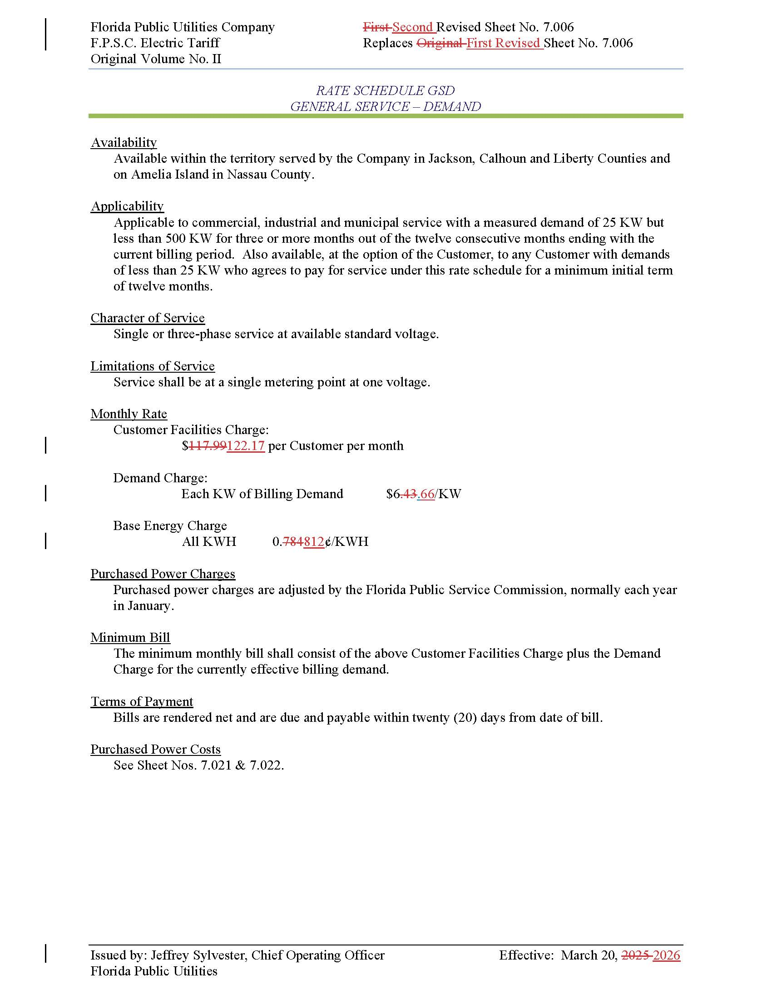 Florida Public Utilities Company First Second Revised Sheet No. 7.006
F.P.S.C. Electric Tariff Replaces Original First Revised Sheet No. 7.006
Original Volume No. II
RATE SCHEDULE GSD
GENERAL SERVICE – DEMAND
Availability
Available within the territory served by the Company in Jackson, Calhoun and Liberty Counties and
on Amelia Island in Nassau County.
Applicability
Applicable to commercial, industrial and municipal service with a measured demand of 25 KW but
less than 500 KW for three or more months out of the twelve consecutive months ending with the
current billing period.  Also available, at the option of the Customer, to any Customer with demands
of less than 25 KW who agrees to pay for service under this rate schedule for a minimum initial term
of twelve months.
Character of Service
Single or three-phase service at available standard voltage.
Limitations of Service
Service shall be at a single metering point at one voltage.
Monthly Rate
Customer Facilities Charge:
$117.99122.17 per Customer per month
Demand Charge:
Each KW of Billing Demand $6.43.66/KW
Base Energy Charge
All KWH 0.784812¢/KWH
Purchased Power Charges
Purchased power charges are adjusted by the Florida Public Service Commission, normally each year
in January.
Minimum Bill
The minimum monthly bill shall consist of the above Customer Facilities Charge plus the Demand
Charge for the currently effective billing demand.
Terms of Payment
Bills are rendered net and are due and payable within twenty (20) days from date of bill.
Purchased Power Costs
See Sheet Nos. 7.021 & 7.022.
Issued by: Jeffrey Sylvester, Chief Operating Officer Effective:  March 20, 2025 2026
Florida Public Utilities